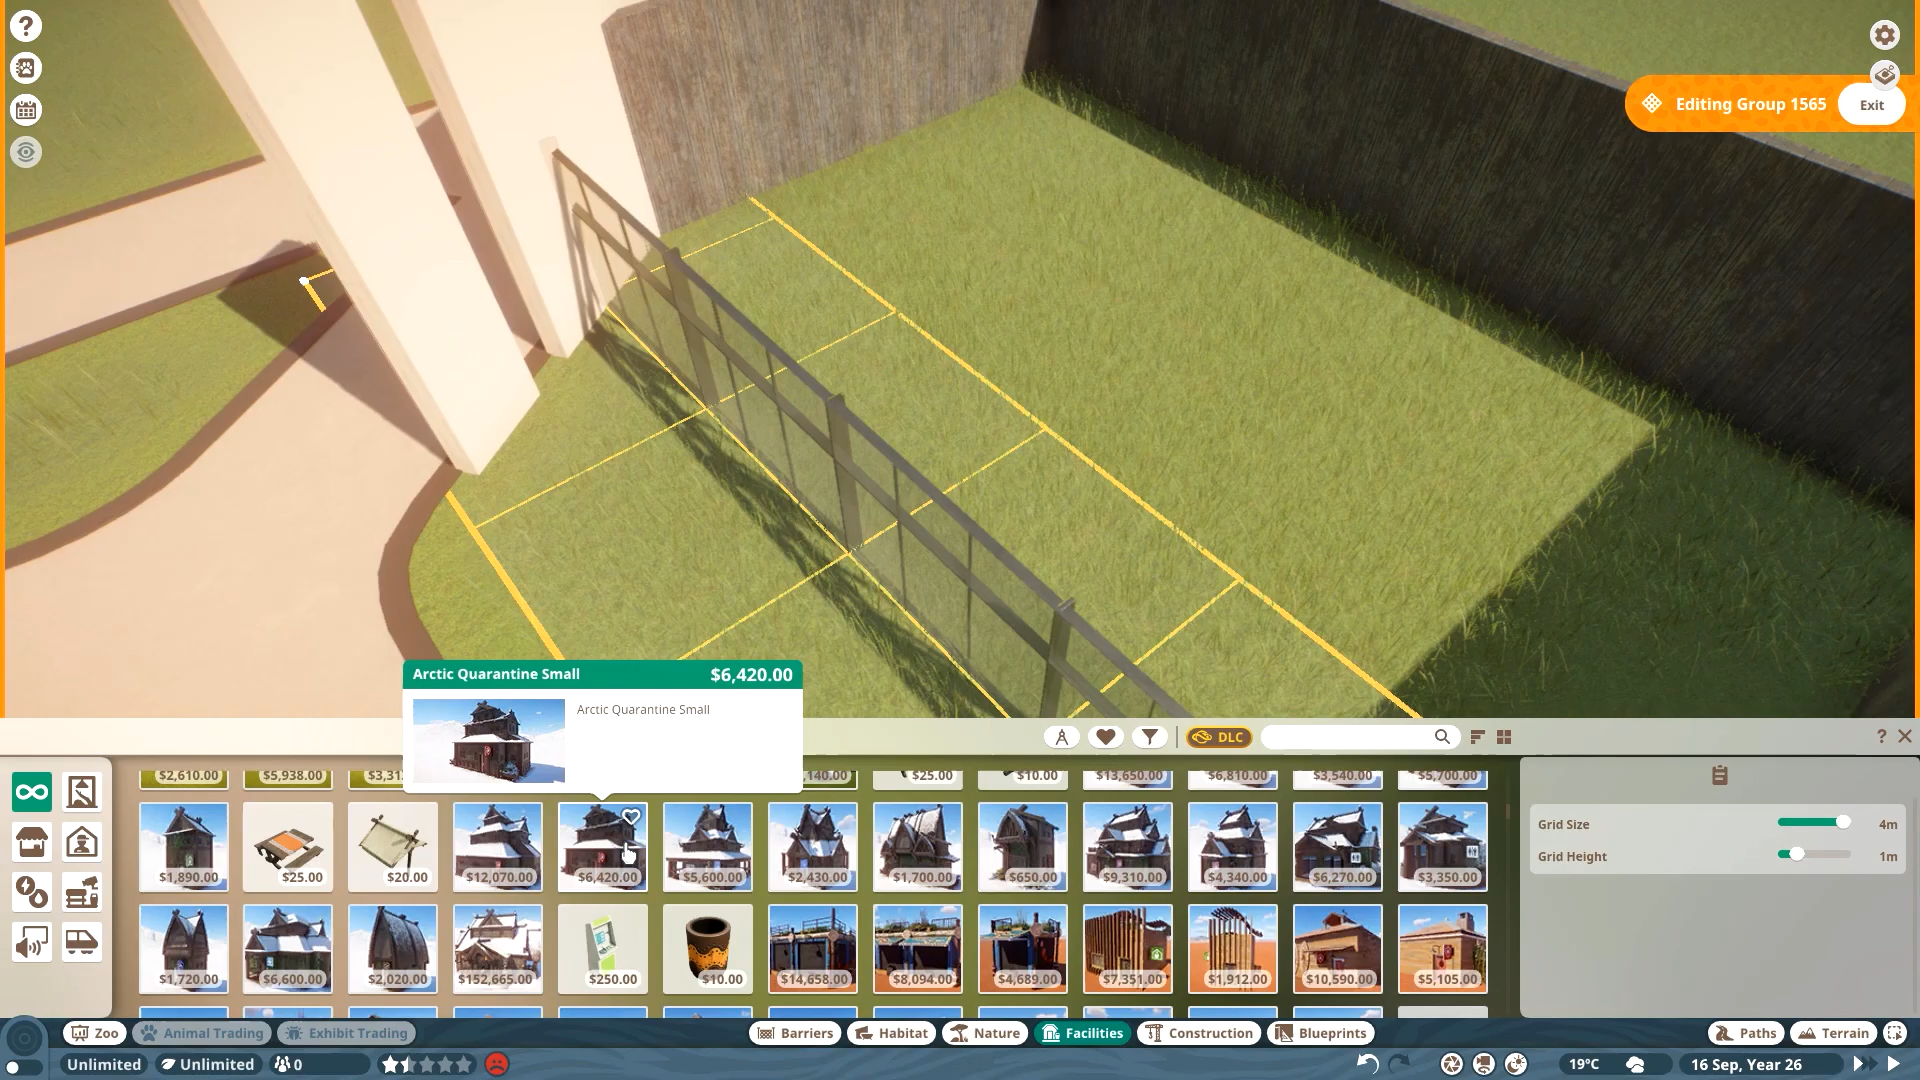 ?
Editing Group 1565
Exit
Arctic Quarantine Small $6,420.00
Arctic Quarantine Small
DLC
?
$2,610.00 $5,938.00 $25.00 $10.00 $13,650.00 $6,810.00 $3,540.00 $5,700.00
$1,890.00 $25.00 $20.00 $12,070.00 $6,420.00 $5,600.00 $2,430.00 $1,700.00 $650.00 $9,310.00 $4,340.00 $6,270.00 $3,350.00
$1,720.00 $6,600.00 $2,020.00 $152,665.00 $250.00 $10.00 $14,658.00 $8,094.00 $4,689.00 $7,351.00 $1,912.00 $10,590.00 $5,105.00
Grid Size 4m
Grid Height 1m
Zoo Animal Trading Exhibit Trading Barriers Habitat Nature Facilities Construction Blueprints Paths Terrain
Unlimited Unlimited 0 19°C 16 Sep, Year 26